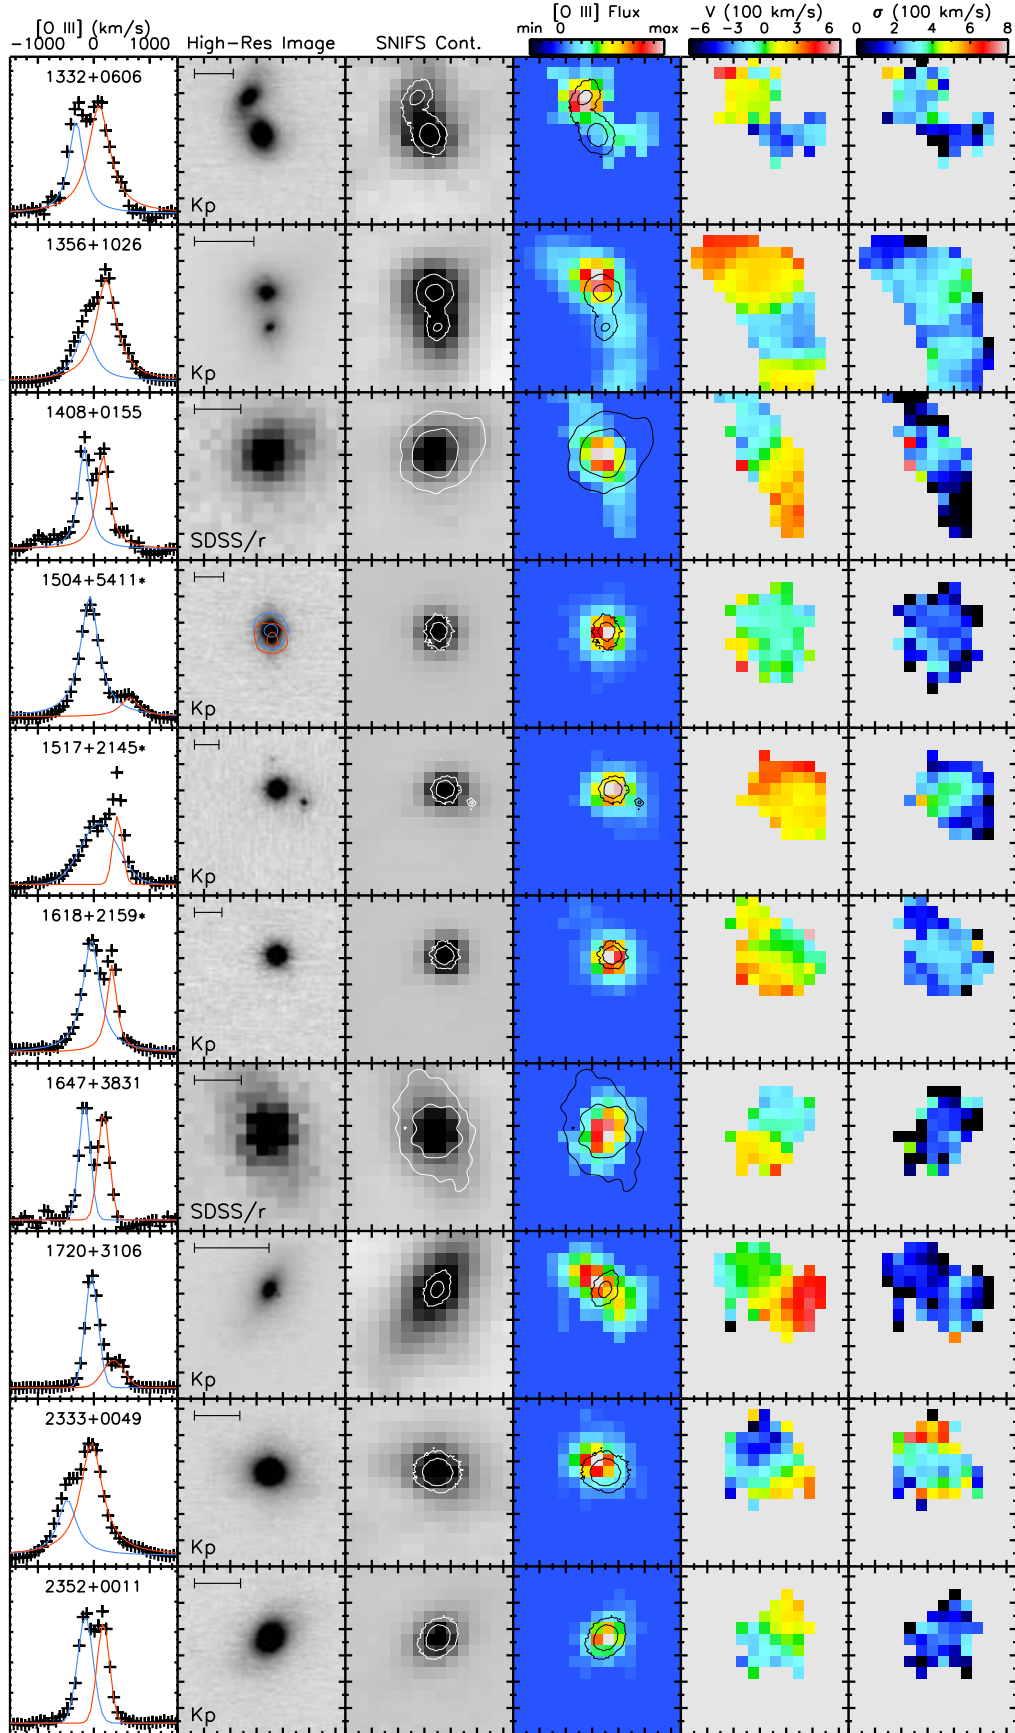 [O III] (km/s)
−1000 0 1000
High−Res Image
SNIFS Cont.
[O III] Flux
min 0 max
V (100 km/s)
−6 −3 0 3 6
σ (100 km/s)
0 2 4 6 8
1332+0606
Kp
1356+1026
Kp
1408+0155
SDSS/r
1504+5411*
Kp
1517+2145*
Kp
1618+2159*
Kp
1647+3831
SDSS/r
1720+3106
Kp
2333+0049
Kp
2352+0011
Kp